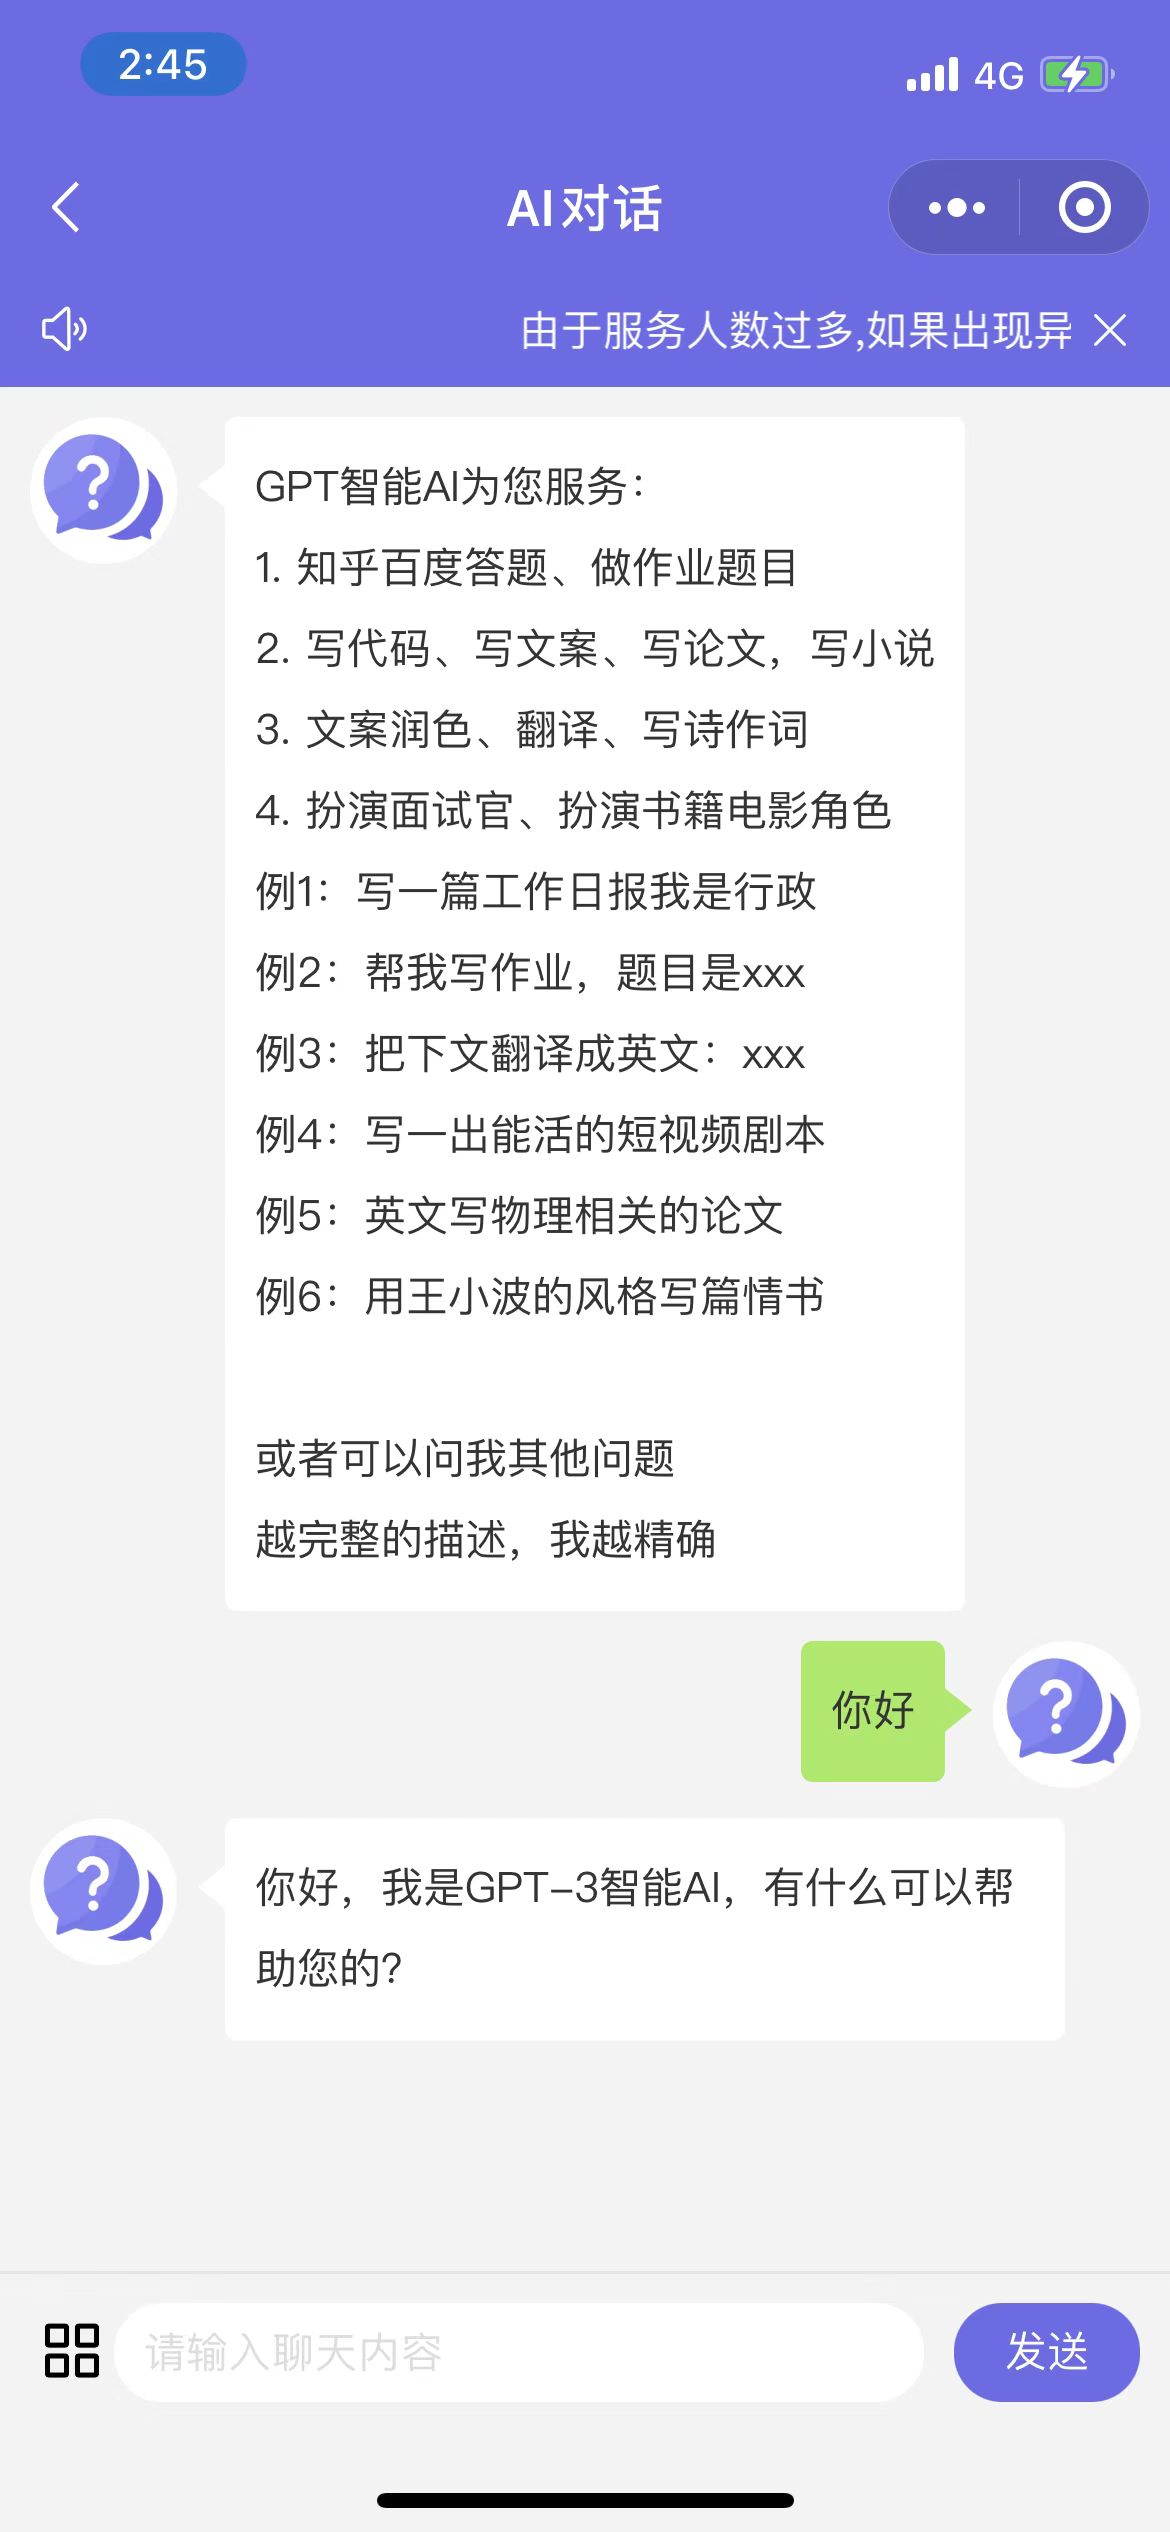 2:45
4G
AI对话
由于服务人数过多,如果出现异
GPT智能AI为您服务：
1. 知乎百度答题、做作业题目
2. 写代码、写文案、写论文，写小说
3. 文案润色、翻译、写诗作词
4. 扮演面试官、扮演书籍电影角色
例1：写一篇工作日报我是行政
例2：帮我写作业，题目是xxx
例3：把下文翻译成英文：xxx
例4：写一出能活的短视频剧本
例5：英文写物理相关的论文
例6：用王小波的风格写篇情书
或者可以问我其他问题
越完整的描述，我越精确
你好
你好，我是GPT-3智能AI，有什么可以帮
助您的?
请输入聊天内容
发送